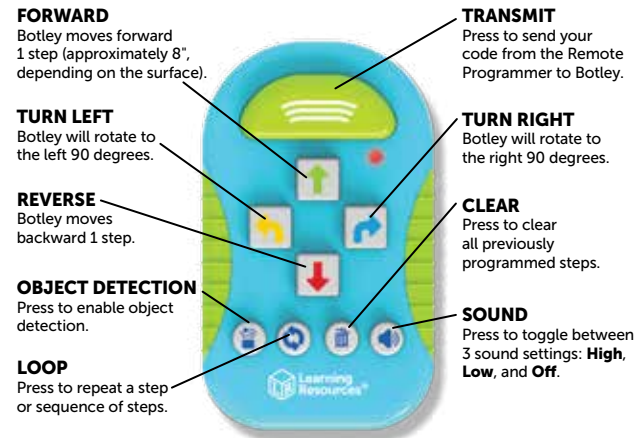 FORWARD
Botley moves forward
1 step (approximately 8",
depending on the surface).
TURN LEFT
Botley will rotate to
the left 90 degrees.
REVERSE
Botley moves
backward 1 step.
OBJECT DETECTION
Press to enable object
detection.
LOOP
Press to repeat a step
or sequence of steps.
TRANSMIT
Press to send your
code from the Remote
Programmer to Botley.
TURN RIGHT
Botley will rotate to
the right 90 degrees.
CLEAR
Press to clear
all previously
programmed steps.
SOUND
Press to toggle between
3 sound settings: High,
Low, and Off.
Learning
Resources®